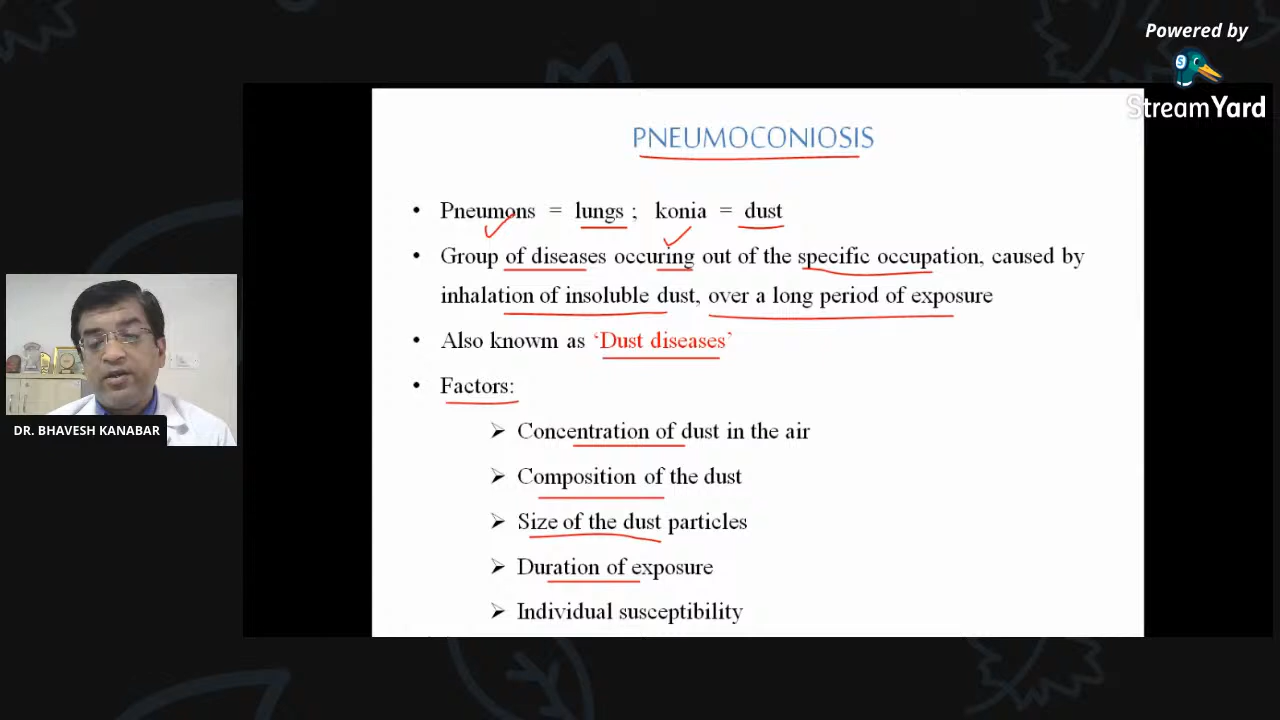 Powered by
StreamYard
PNEUMOCONIOSIS
• Pneumons = lungs ; konia = dust
• Group of diseases occuring out of the specific occupation, caused by
inhalation of insoluble dust, over a long period of exposure
• Also known as ‘Dust diseases’
• Factors:
➢ Concentration of dust in the air
➢ Composition of the dust
➢ Size of the dust particles
➢ Duration of exposure
➢ Individual susceptibility
DR. BHAVESH KANABAR